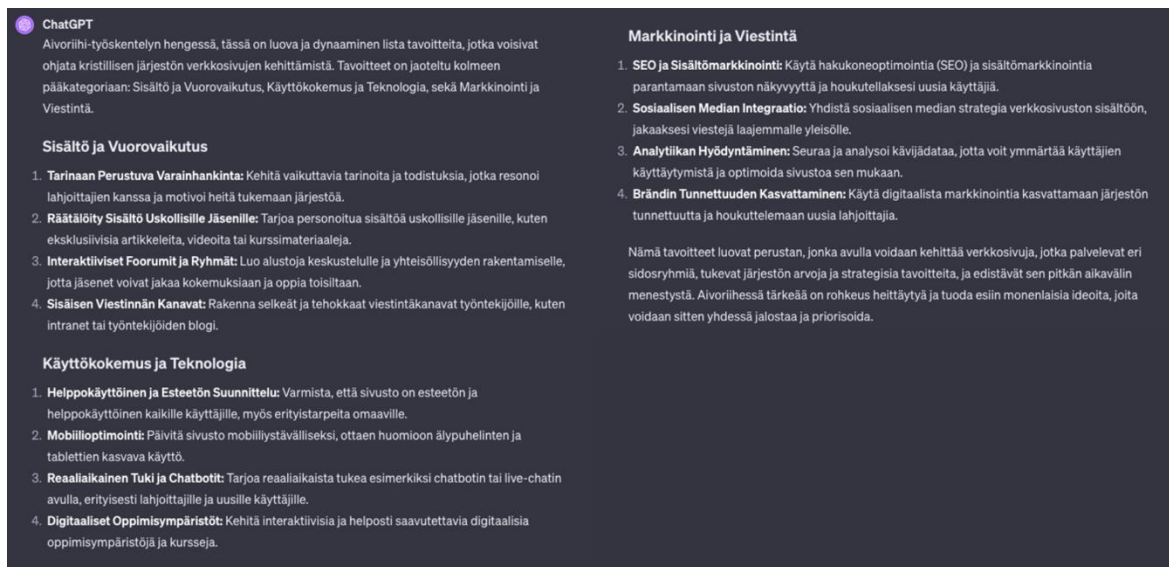 ChatGPT
Aivoriihi-työskentelyn hengessä, tässä on luova ja dynaaminen lista tavoitteita, jotka voisivat
ohjata kristillisen järjestön verkkosivujen kehittämistä. Tavoitteet on jaoteltu kolmeen
pääkategoriaan: Sisältö ja Vuorovaikutus, Käyttökokemus ja Teknologia, sekä Markkinointi ja
Viestintä.
Sisältö ja Vuorovaikutus
1. Tarinaan Perustuva Varainhankinta: Kehitä vaikuttavia tarinoita ja todistuksia, jotka resonoi
lahjoittajien kanssa ja motivoi heitä tukemaan järjestöä.
2. Räätälöity Sisältö Uskollisille Jäsenille: Tarjoa personoitua sisältöä uskollisille jäsenille, kuten
eksklusiivisia artikkeleita, videoita tai kurssimateriaaleja.
3. Interaktiiviset Foorumit ja Ryhmät: Luo alustoja keskustelulle ja yhteisöllisyyden rakentamiselle,
jotta jäsenet voivat jakaa kokemuksiaan ja oppia toisiltaan.
4. Sisäisen Viestinnän Kanavat: Rakenna selkeät ja tehokkaat viestintäkanavat työntekijöille, kuten
intranet tai työntekijöiden blogi.
Käyttökokemus ja Teknologia
1. Helppokäyttöinen ja Esteetön Suunnittelu: Varmista, että sivusto on esteetön ja
helppokäyttöinen kaikille käyttäjille, myös erityistarpeita omaaville.
2. Mobiilioptimointi: Päivitä sivusto mobiiliystävälliseksi, ottaen huomioon älypuhelinten ja
tablettien kasvava käyttö.
3. Reaaliaikainen Tuki ja Chatbotit: Tarjoa reaaliaikaista tukea esimerkiksi chatbotin tai live-chatin
avulla, erityisesti lahjoittajille ja uusille käyttäjille.
4. Digitaaliset Oppimisympäristöt: Kehitä interaktiivisia ja helposti saavutettavia digitaalisia
oppimisympäristöjä ja kursseja.
Markkinointi ja Viestintä
1. SEO ja Sisältömarkkinointi: Käytä hakukoneoptimointia (SEO) ja sisältömarkkinointia
parantamaan sivuston näkyvyyttä ja houkutellaksesi uusia käyttäjiä.
2. Sosiaalisen Median Integraatio: Yhdistä sosiaalisen median strategia verkkosivuston sisältöön,
jakaaksesi viestejä laajemmalle yleisölle.
3. Analytiikan Hyödyntäminen: Seuraa ja analysoi kävijädataa, jotta voit ymmärtää käyttäjien
käyttäytymistä ja optimoida sivustoa sen mukaan.
4. Brändin Tunnettuuden Kasvattaminen: Käytä digitaalista markkinointia kasvattamaan järjestön
tunnettuutta ja houkuttelemaan uusia lahjoittajia.
Nämä tavoitteet luovat perustan, jonka avulla voidaan kehittää verkkosivuja, jotka palvelevat eri
sidosryhmiä, tukevat järjestön arvoja ja strategisia tavoitteita, ja edistävät sen pitkän aikavälin
menestystä. Aivoriihessä tärkeää on rohkeus heittäytyä ja tuoda esiin monenlaisia ideoita, joita
voidaan sitten yhdessä jalostaa ja priorisoida.